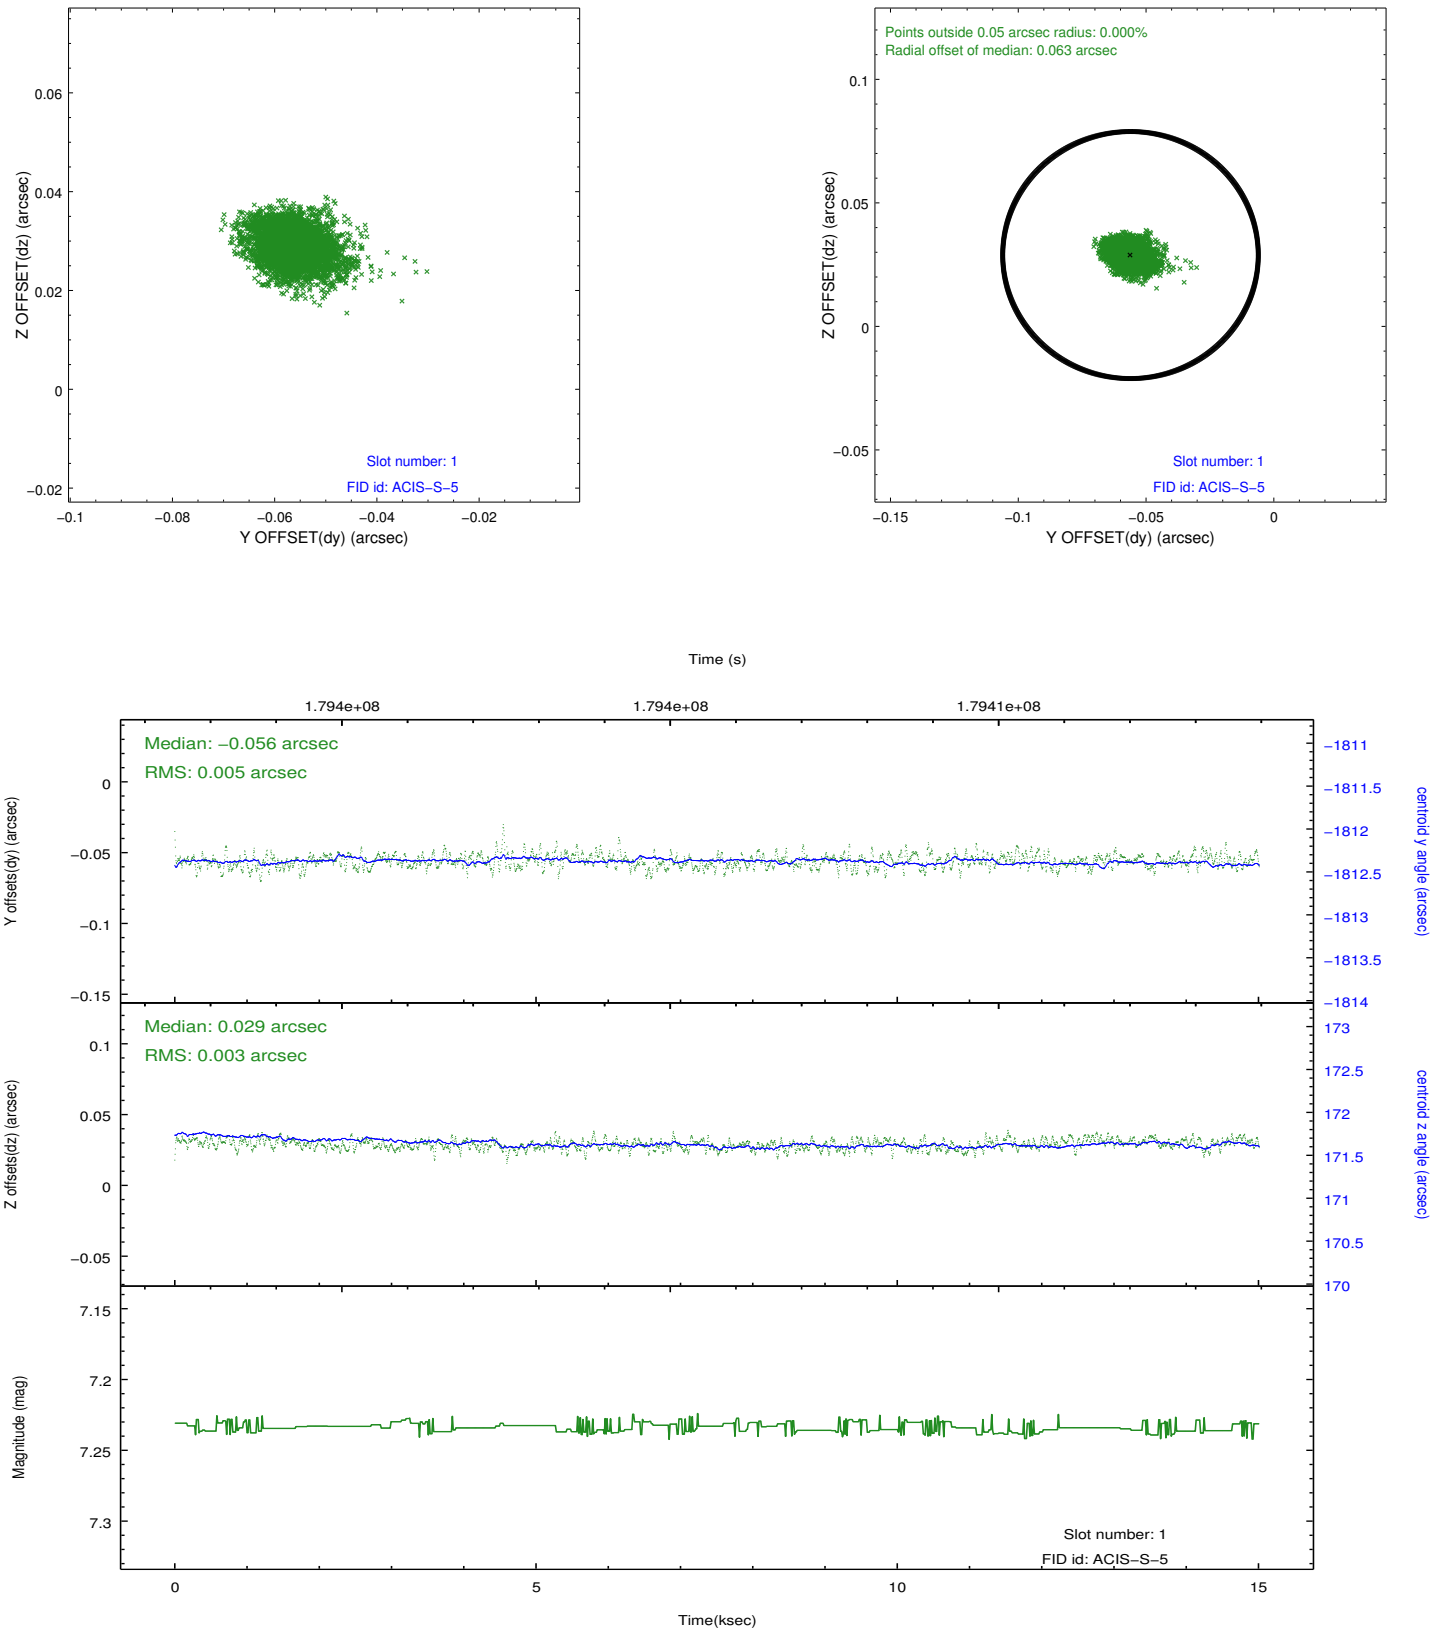 0.06
0.04
0.02
0
−0.02
Z OFFSET(dz) (arcsec)
−0.1
−0.08
−0.06
−0.04
−0.02
Y OFFSET(dy) (arcsec)
Slot number: 1
FID id: ACIS−S−5
Points outside 0.05 arcsec radius: 0.000%
Radial offset of median: 0.063 arcsec
0.1
0.05
0
−0.05
Z OFFSET(dz) (arcsec)
−0.15
−0.1
−0.05
0
Y OFFSET(dy) (arcsec)
Slot number: 1
FID id: ACIS−S−5
Time (s)
1.794e+08
1.794e+08
1.7941e+08
Median: −0.056 arcsec
RMS: 0.005 arcsec
0
−0.05
−0.1
−0.15
Y offsets(dy) (arcsec)
−1811
−1811.5
−1812
−1812.5
−1813
−1813.5
−1814
centroid y angle (arcsec)
Median: 0.029 arcsec
RMS: 0.003 arcsec
0.1
0.05
0
−0.05
Z offsets(dz) (arcsec)
173
172.5
172
171.5
171
170.5
170
centroid z angle (arcsec)
7.15
7.2
7.25
7.3
Magnitude (mag)
Slot number: 1
FID id: ACIS−S−5
0
5
10
15
Time(ksec)